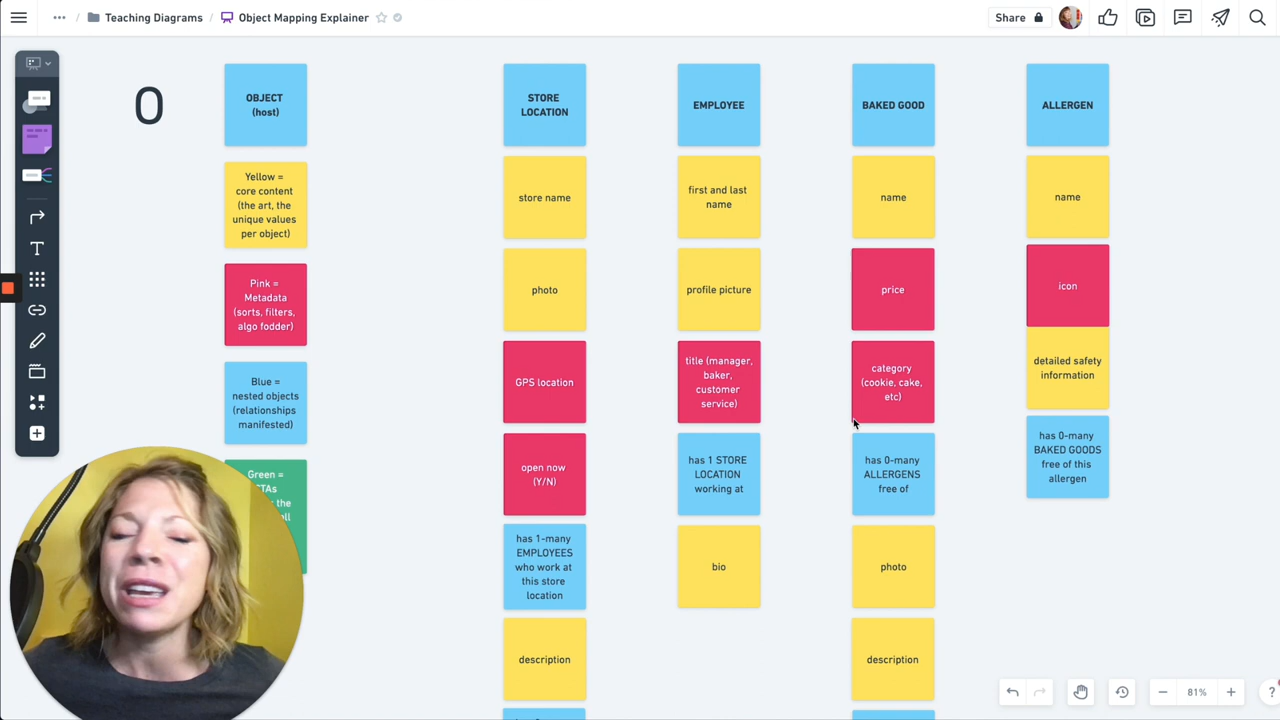 ...
/
Teaching Diagrams
/
Object Mapping Explainer
Share
0
OBJECT
(host)
Yellow =
core content
(the art, the
unique values
per object)
Pink =
Metadata
(sorts, filters,
algo fodder)
Blue =
nested objects
(relationships
manifested)
Green =
the
STORE
LOCATION
store name
photo
GPS location
open now
(Y/N)
has 1-many
EMPLOYEES
who work at
this store
location
description
EMPLOYEE
first and last
name
profile picture
title (manager,
baker,
customer
service)
has 1 STORE
LOCATION
working at
bio
BAKED GOOD
name
price
category
(cookie, cake,
etc)
has 0-many
ALLERGENS
free of
photo
description
ALLERGEN
name
icon
detailed safety
information
has 0-many
BAKED GOODS
free of this
allergen
T
81%
?